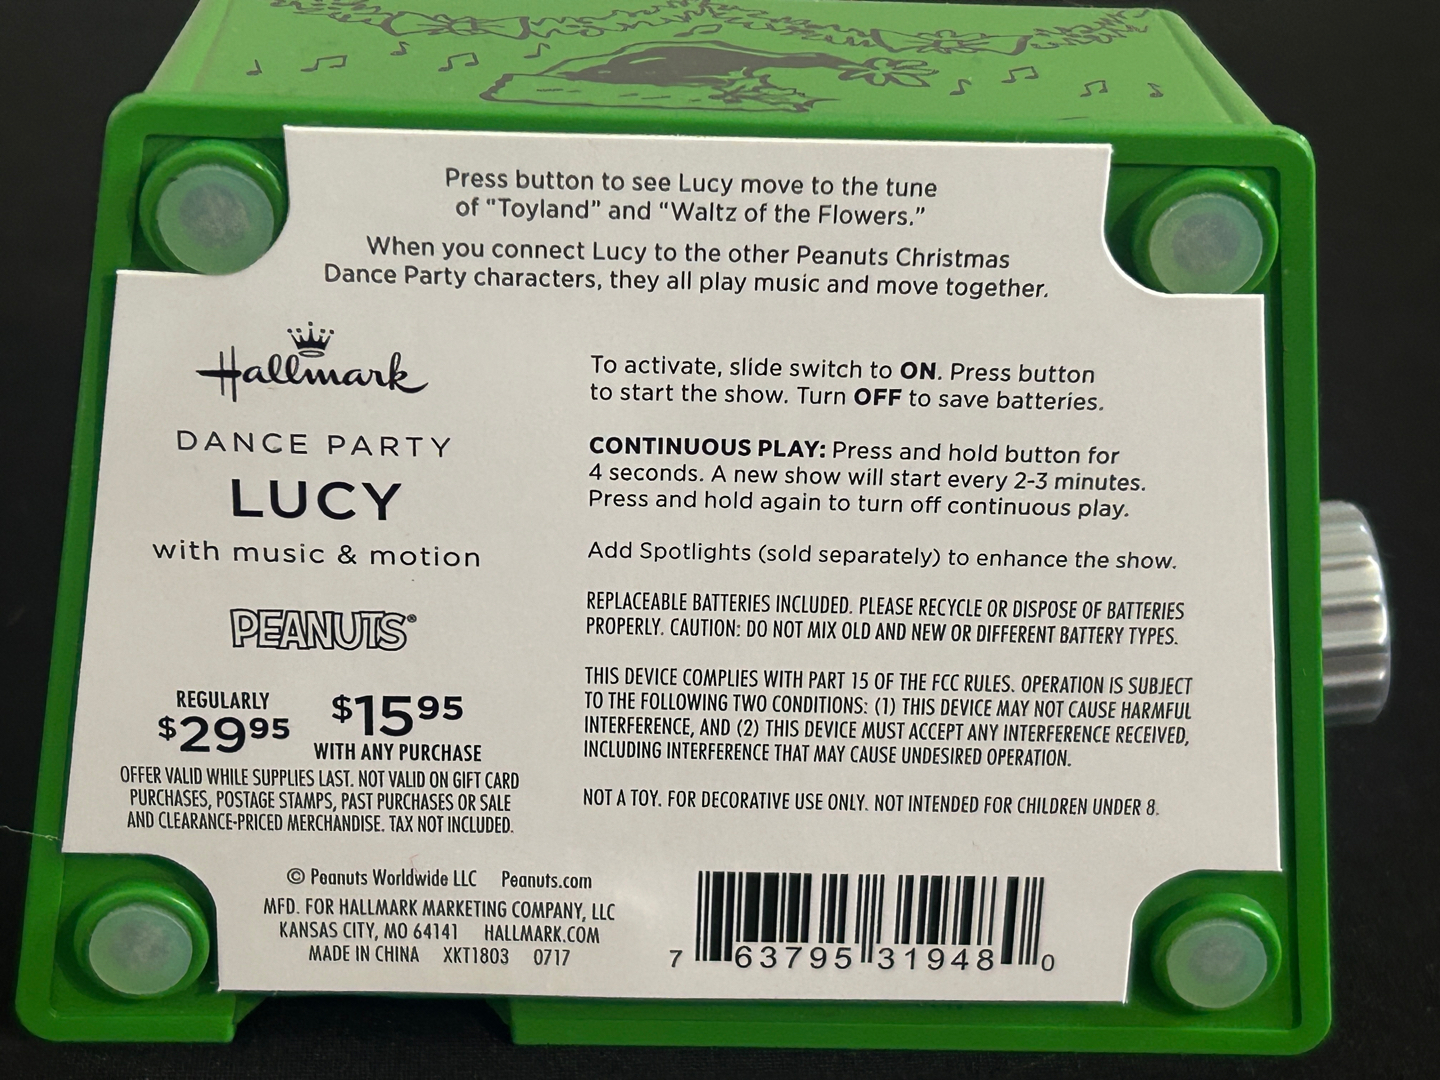 Press button to see Lucy move to the tune
of “Toyland” and “Waltz of the Flowers.”
When you connect Lucy to the other Peanuts Christmas
Dance Party characters, they all play music and move together.
Hallmark
DANCE PARTY
LUCY
with music & motion
PEANUTS®
REGULARLY
$29.95
$15.95
WITH ANY PURCHASE
OFFER VALID WHILE SUPPLIES LAST. NOT VALID ON GIFT CARD
PURCHASES, POSTAGE STAMPS, PAST PURCHASES OR SALE
AND CLEARANCE-PRICED MERCHANDISE. TAX NOT INCLUDED.
To activate, slide switch to ON. Press button
to start the show. Turn OFF to save batteries.
CONTINUOUS PLAY: Press and hold button for
4 seconds. A new show will start every 2-3 minutes.
Press and hold again to turn off continuous play.
Add Spotlights (sold separately) to enhance the show.
REPLACEABLE BATTERIES INCLUDED. PLEASE RECYCLE OR DISPOSE OF BATTERIES
PROPERLY. CAUTION: DO NOT MIX OLD AND NEW OR DIFFERENT BATTERY TYPES.
THIS DEVICE COMPLIES WITH PART 15 OF THE FCC RULES. OPERATION IS SUBJECT
TO THE FOLLOWING TWO CONDITIONS: (1) THIS DEVICE MAY NOT CAUSE HARMFUL
INTERFERENCE, AND (2) THIS DEVICE MUST ACCEPT ANY INTERFERENCE RECEIVED,
INCLUDING INTERFERENCE THAT MAY CAUSE UNDESIRED OPERATION.
NOT A TOY. FOR DECORATIVE USE ONLY. NOT INTENDED FOR CHILDREN UNDER 8.
© Peanuts Worldwide LLC Peanuts.com
MFD. FOR HALLMARK MARKETING COMPANY, LLC
KANSAS CITY, MO 64141 HALLMARK.COM
MADE IN CHINA XKT1803 0717
7 63795 31948 0